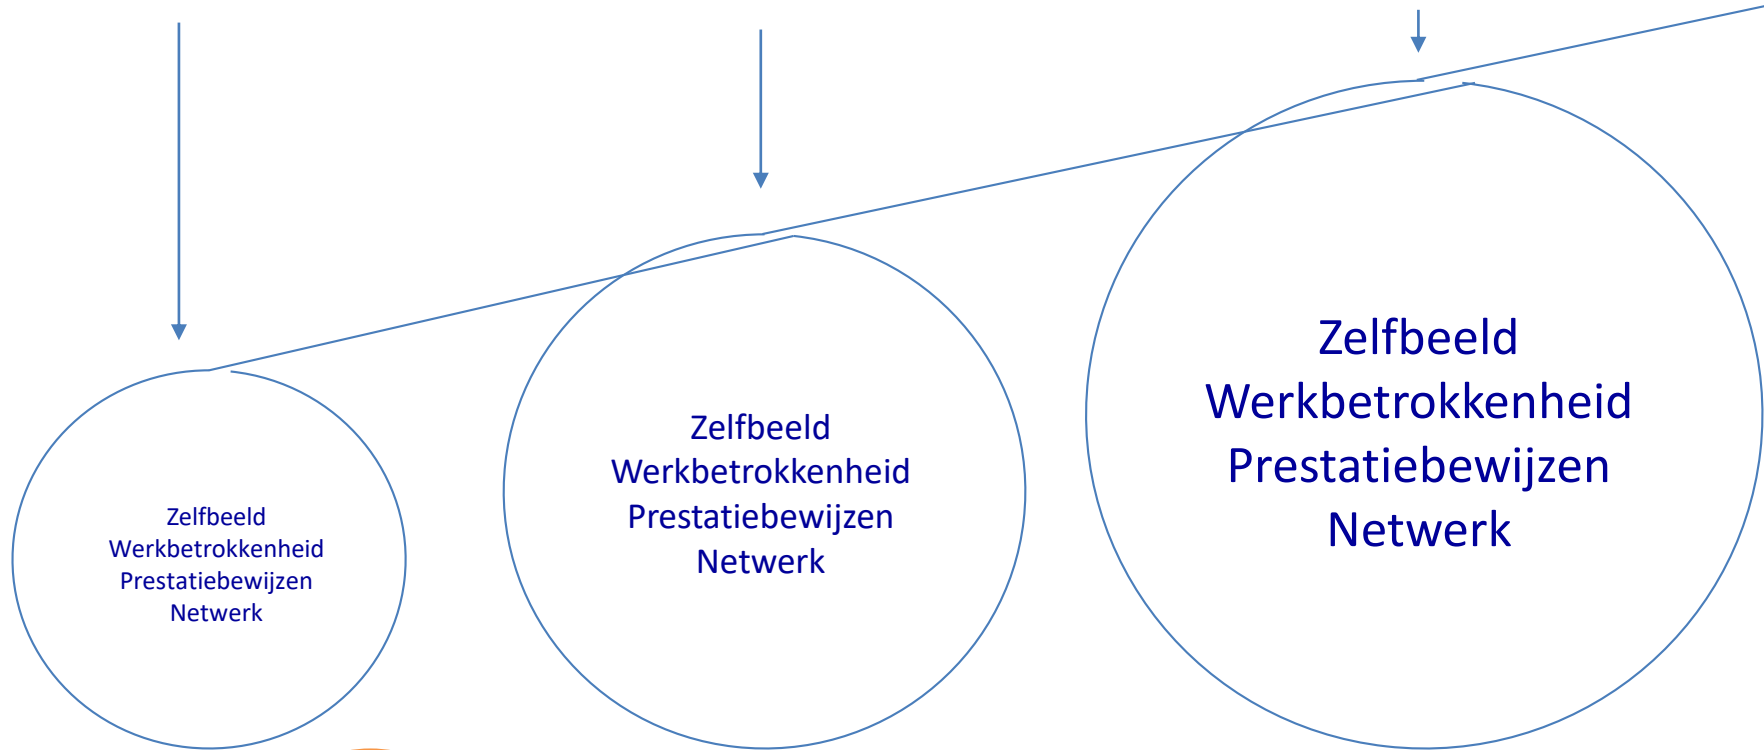 Zelfbeeld
Werkbetrokkenheid
Prestatiebewijzen
Netwerk
Zelfbeeld
Werkbetrokkenheid
Prestatiebewijzen
Netwerk
Zelfbeeld
Werkbetrokkenheid
Prestatiebewijzen
Netwerk